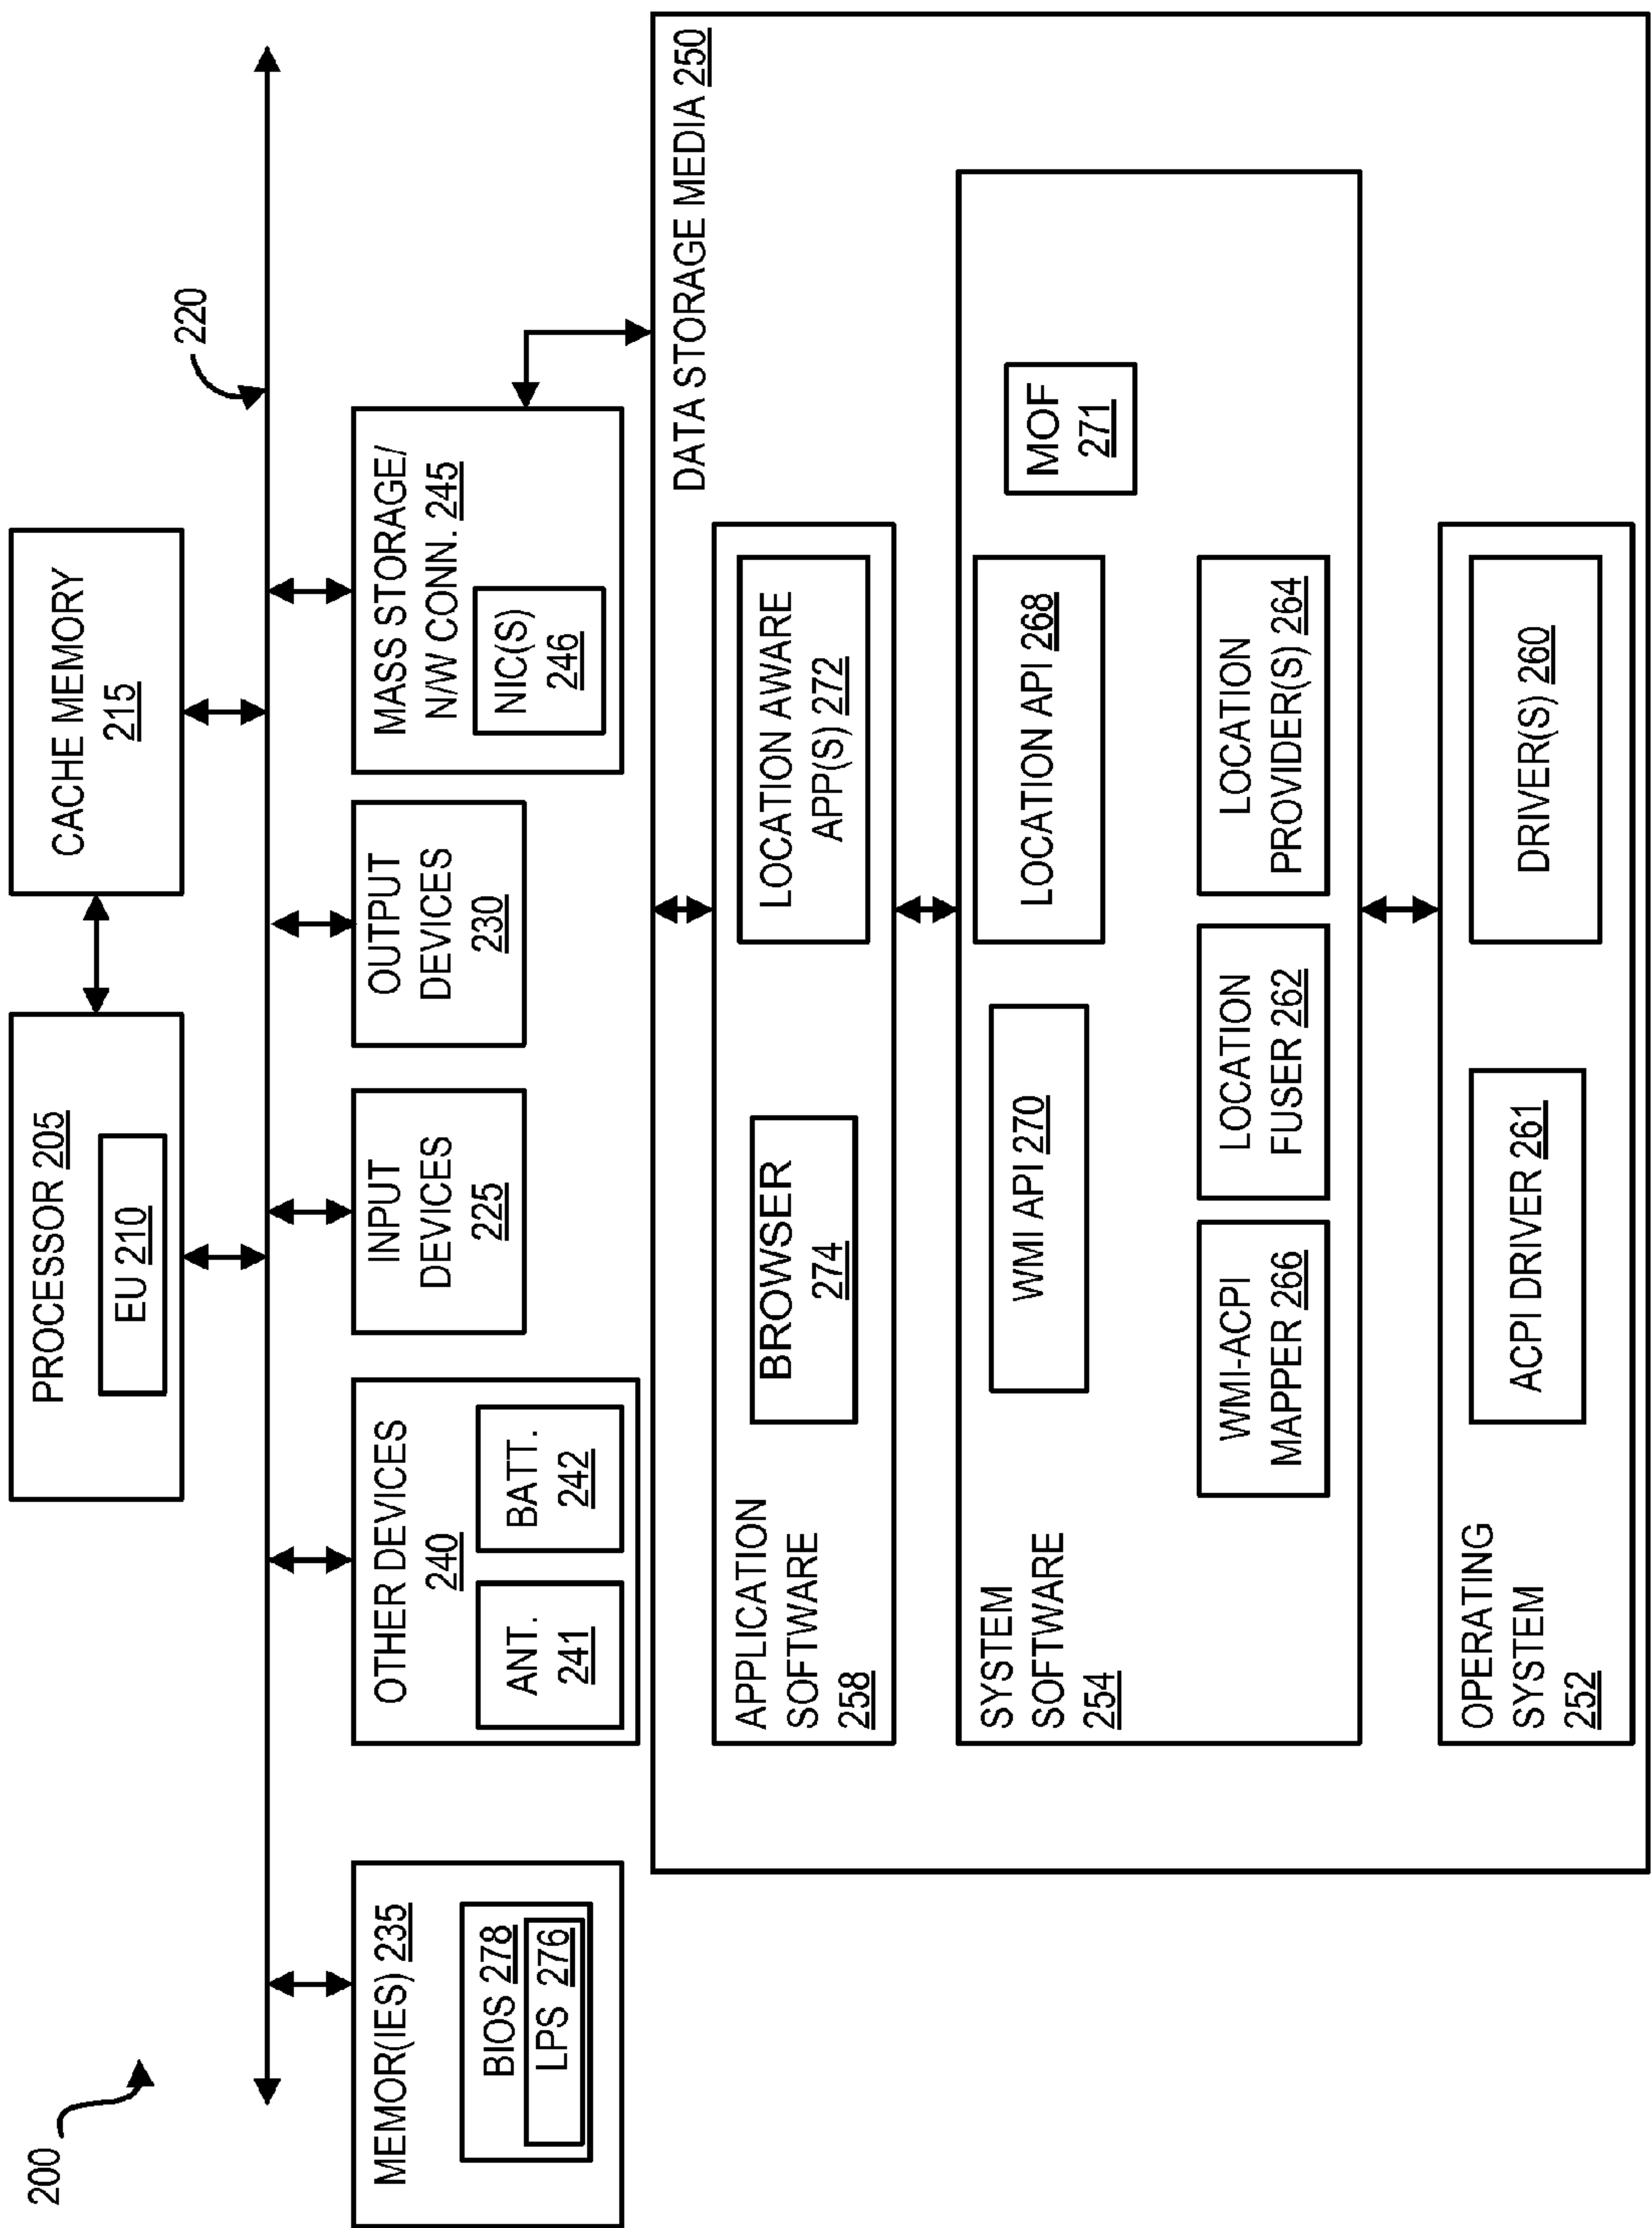 200
PROCESSOR 205
EU 210
CACHE MEMORY
215
220
MEMOR(IES) 235
BIOS 278
LPS 276
OTHER DEVICES
240
ANT.
241
BATT.
242
INPUT
DEVICES
225
OUTPUT
DEVICES
230
MASS STORAGE/
N/W CONN. 245
NIC(S)
246
DATA STORAGE MEDIA 250
APPLICATION
SOFTWARE
258
BROWSER
274
LOCATION AWARE
APP(S) 272
SYSTEM
SOFTWARE
254
WMI API 270
LOCATION API 268
MOF
271
WMI-ACPI
MAPPER 266
LOCATION
FUSER 262
LOCATION
PROVIDER(S) 264
OPERATING
SYSTEM
252
ACPI DRIVER 261
DRIVER(S) 260